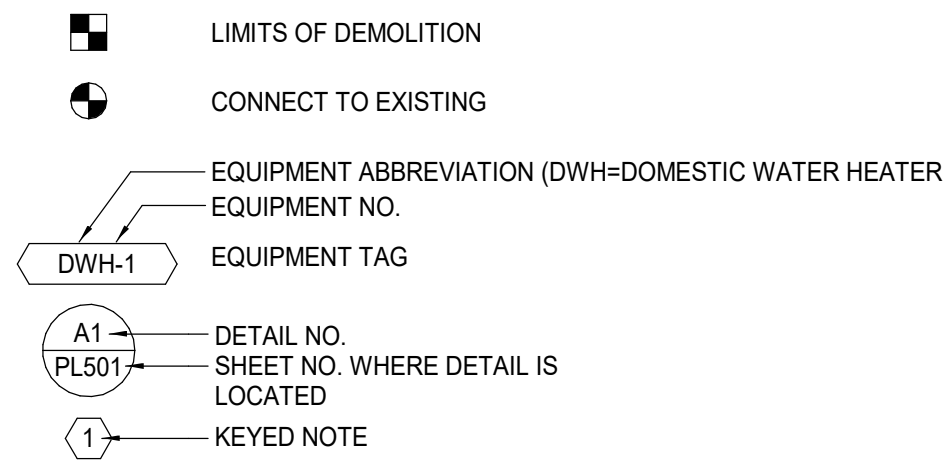 LIMITS OF DEMOLITION
CONNECT TO EXISTING
EQUIPMENT ABBREVIATION (DWH=DOMESTIC WATER HEATER
EQUIPMENT NO.
DWH-1
EQUIPMENT TAG
A1
DETAIL NO.
PL501
SHEET NO. WHERE DETAIL IS
LOCATED
1
KEYED NOTE